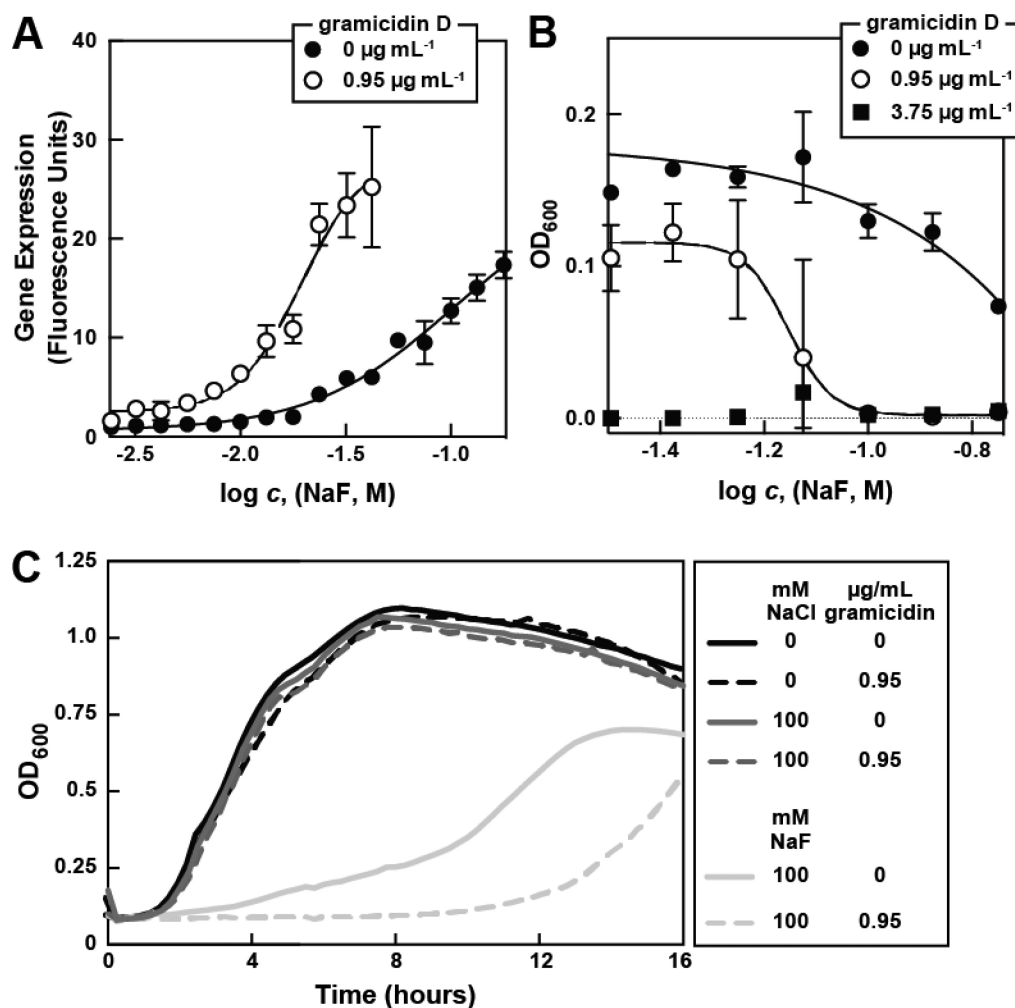 A
gramicidin D
0 µg mL-1
0.95 µg mL-1
Gene Expression
(Fluorescence Units)
40
30
20
10
0
-2.5 -2.0 -1.5 -1.0
log c, (NaF, M)
B
gramicidin D
0 µg mL-1
0.95 µg mL-1
3.75 µg mL-1
OD600
0.2
0.1
0.0
-1.4 -1.2 -1.0 -0.8
log c, (NaF, M)
C
OD600
1.25
1.0
0.75
0.5
0.25
0
0 4 8 12 16
Time (hours)
mM µg/mL
NaCl gramicidin
0 0
0 0.95
100 0
100 0.95
mM
NaF
100 0
100 0.95